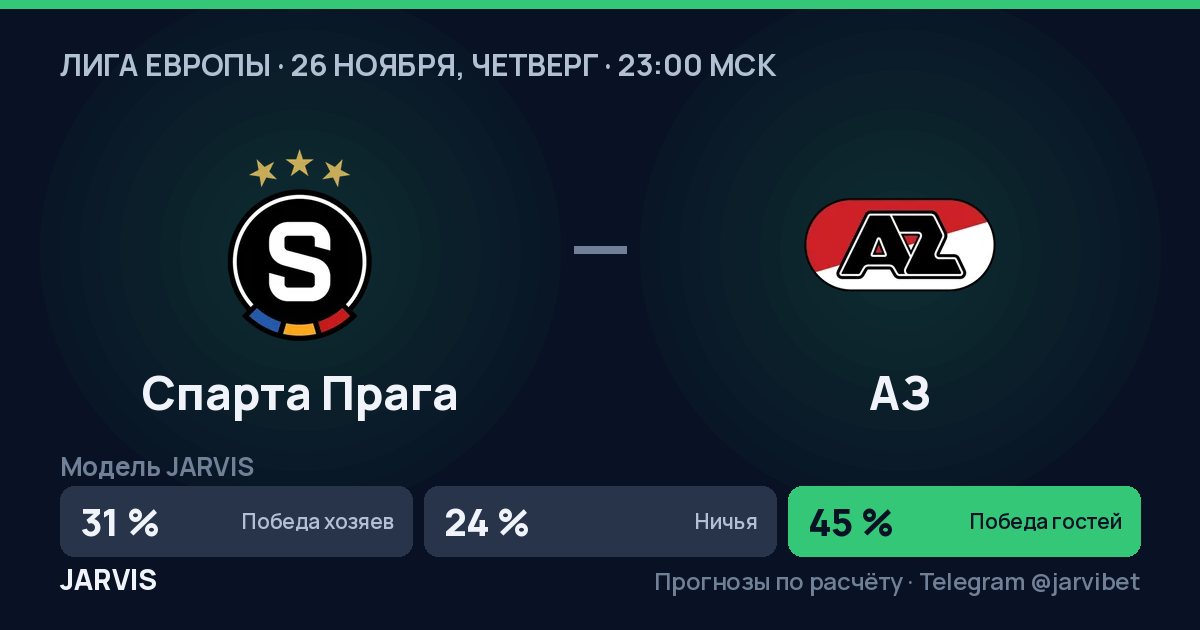 ЛИГА ЕВРОПЫ · 26 НОЯБРЯ, ЧЕТВЕРГ · 23:00 МСК
S
AZ
—
Спарта Прага
АЗ
Модель JARVIS
31 % Победа хозяев
24 % Ничья
45 % Победа гостей
JARVIS
Прогнозы по расчёту · Telegram @jarvibet